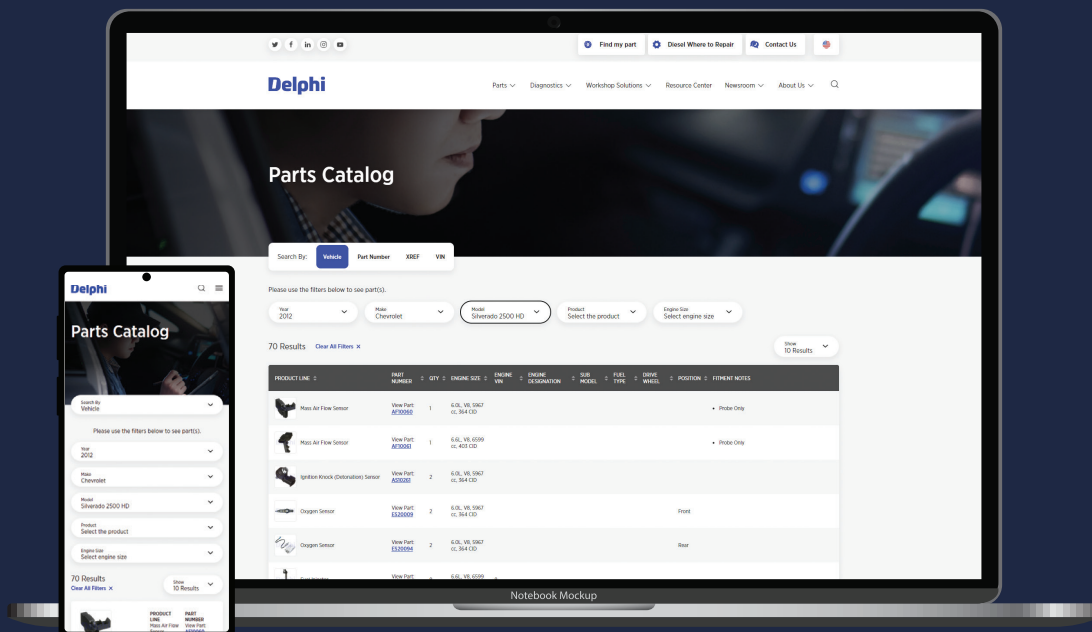 Find my part Diesel Where to Repair Contact Us
Delphi
Parts Diagnostics Workshop Solutions Resource Center Newsroom About Us
Parts Catalog
Search By: Vehicle Part Number XREF VIN
Please use the filters below to see part(s).
Year Make Model Product Engine Size
2012 Chevrolet Silverado 2500 HD Select the product Select engine size
70 Results Clear All Filters × Show
10 Results
PRODUCT LINE PART NUMBER QTY ENGINE SIZE ENGINE VIN ENGINE DESIGNATION SUB MODEL FUEL TYPE DRIVE WHEEL POSITION FITMENT NOTES
Mass Air Flow Sensor View Part: AF10060 1 6.0L, V8, 5967 cc, 364 CID • Probe Only
Mass Air Flow Sensor View Part: AF10061 1 6.6L, V8, 6599 cc, 403 CID • Probe Only
Ignition Knock (Detonation) Sensor View Part: AS10261 2 6.0L, V8, 5967 cc, 364 CID
Oxygen Sensor View Part: ES20009 2 6.0L, V8, 5967 cc, 364 CID Front
Oxygen Sensor View Part: ES20094 2 6.0L, V8, 5967 cc, 364 CID Rear
View Part: 6.6L, V8, 6599
Notebook Mockup
Delphi
Parts Catalog
Search By
Vehicle
Please use the filters below to see part(s).
Year
2012
Make
Chevrolet
Model
Silverado 2500 HD
Product
Select the product
Engine Size
Select engine size
70 Results Show
Clear All Filters × 10 Results
PRODUCT PART
LINE NUMBER
Mass Air Flow View Part:
Sensor AF10060